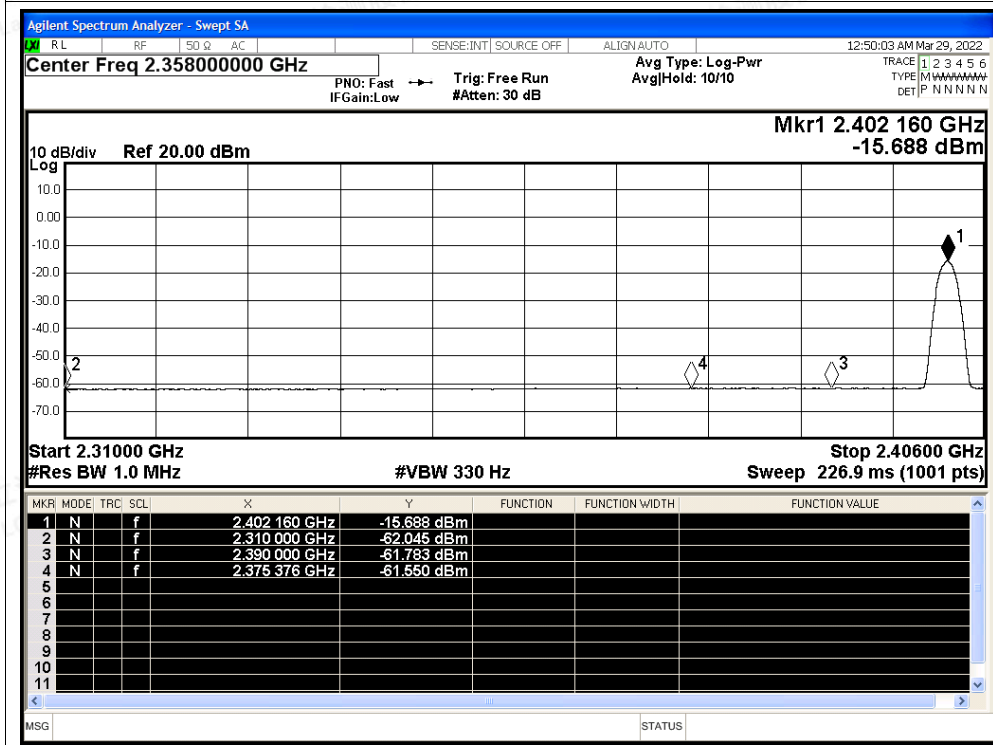 Agilent Spectrum Analyzer - Swept SA
LXI RL RF 50 Ω AC SENSE:INT SOURCE OFF ALIGN AUTO 12:50:03 AM Mar 29, 2022
Center Freq 2.358000000 GHz
PNO: Fast
IFGain:Low
Trig: Free Run
#Atten: 30 dB
Avg Type: Log-Pwr
Avg|Hold: 10/10
TRACE 1 2 3 4 5 6
TYPE M
DET P N N N N N
Mkr1 2.402 160 GHz
-15.688 dBm
10 dB/div Ref 20.00 dBm
Log
10.0
0.00
-10.0
-20.0
-30.0
-40.0
-50.0
-60.0
-70.0
1
2
4
3
Start 2.31000 GHz Stop 2.40600 GHz
#Res BW 1.0 MHz #VBW 330 Hz Sweep 226.9 ms (1001 pts)
MKR MODE TRC SCL X Y FUNCTION FUNCTION WIDTH FUNCTION VALUE
1 N f 2.402 160 GHz -15.688 dBm
2 N f 2.310 000 GHz -62.045 dBm
3 N f 2.390 000 GHz -61.783 dBm
4 N f 2.375 376 GHz -61.550 dBm
5
6
7
8
9
10
11
MSG STATUS